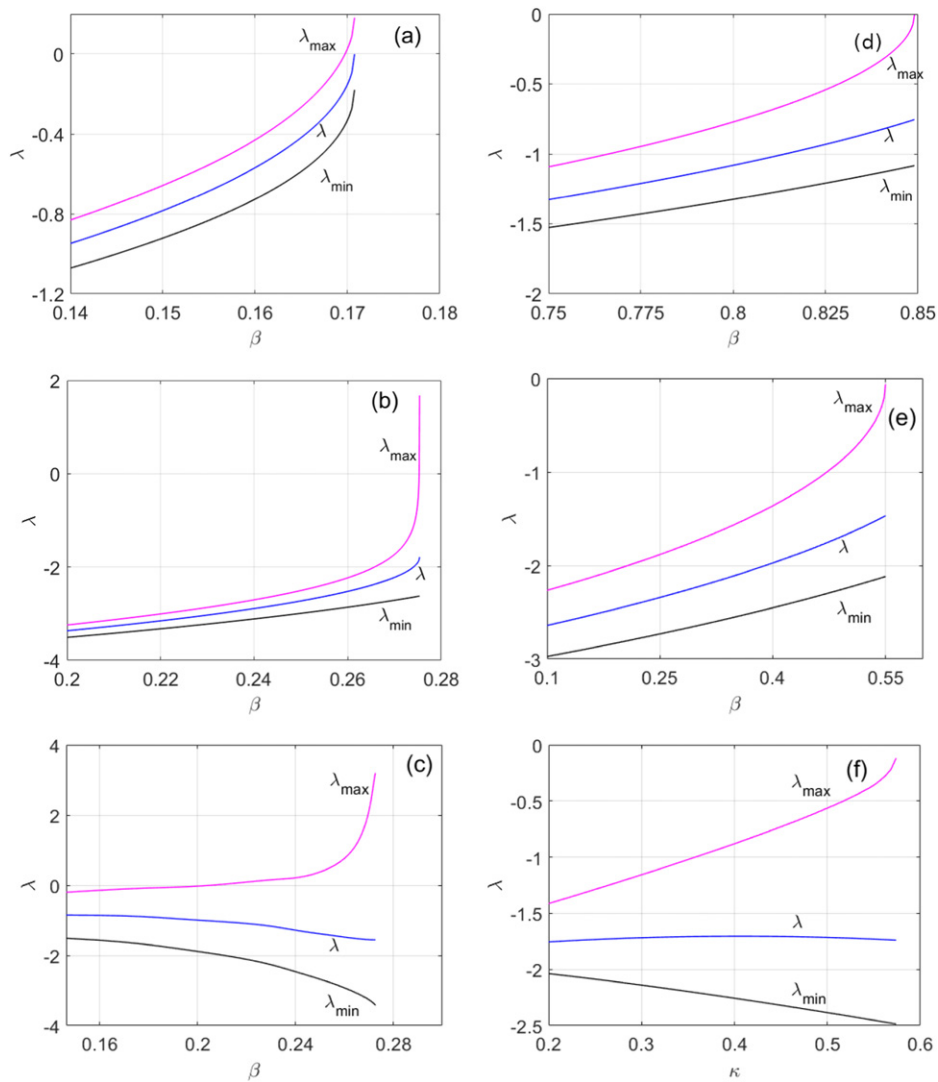 (a)
λmax
λ
λmin
0
-0.4
-0.8
-1.2
λ
0.14
0.15
0.16
0.17
0.18
β
(d)
λmax
λ
λmin
0
-0.5
-1
-1.5
-2
λ
0.75
0.775
0.8
0.825
0.85
β
(b)
λmax
λ
λmin
2
0
-2
-4
λ
0.2
0.22
0.24
0.26
0.28
β
(e)
λmax
λ
λmin
0
-1
-2
-3
λ
0.1
0.25
0.4
0.55
β
(c)
λmax
λ
λmin
4
2
0
-2
-4
λ
0.16
0.2
0.24
0.28
β
(f)
λmax
λ
λmin
0
-0.5
-1
-1.5
-2
-2.5
λ
0.2
0.3
0.4
0.5
0.6
κ